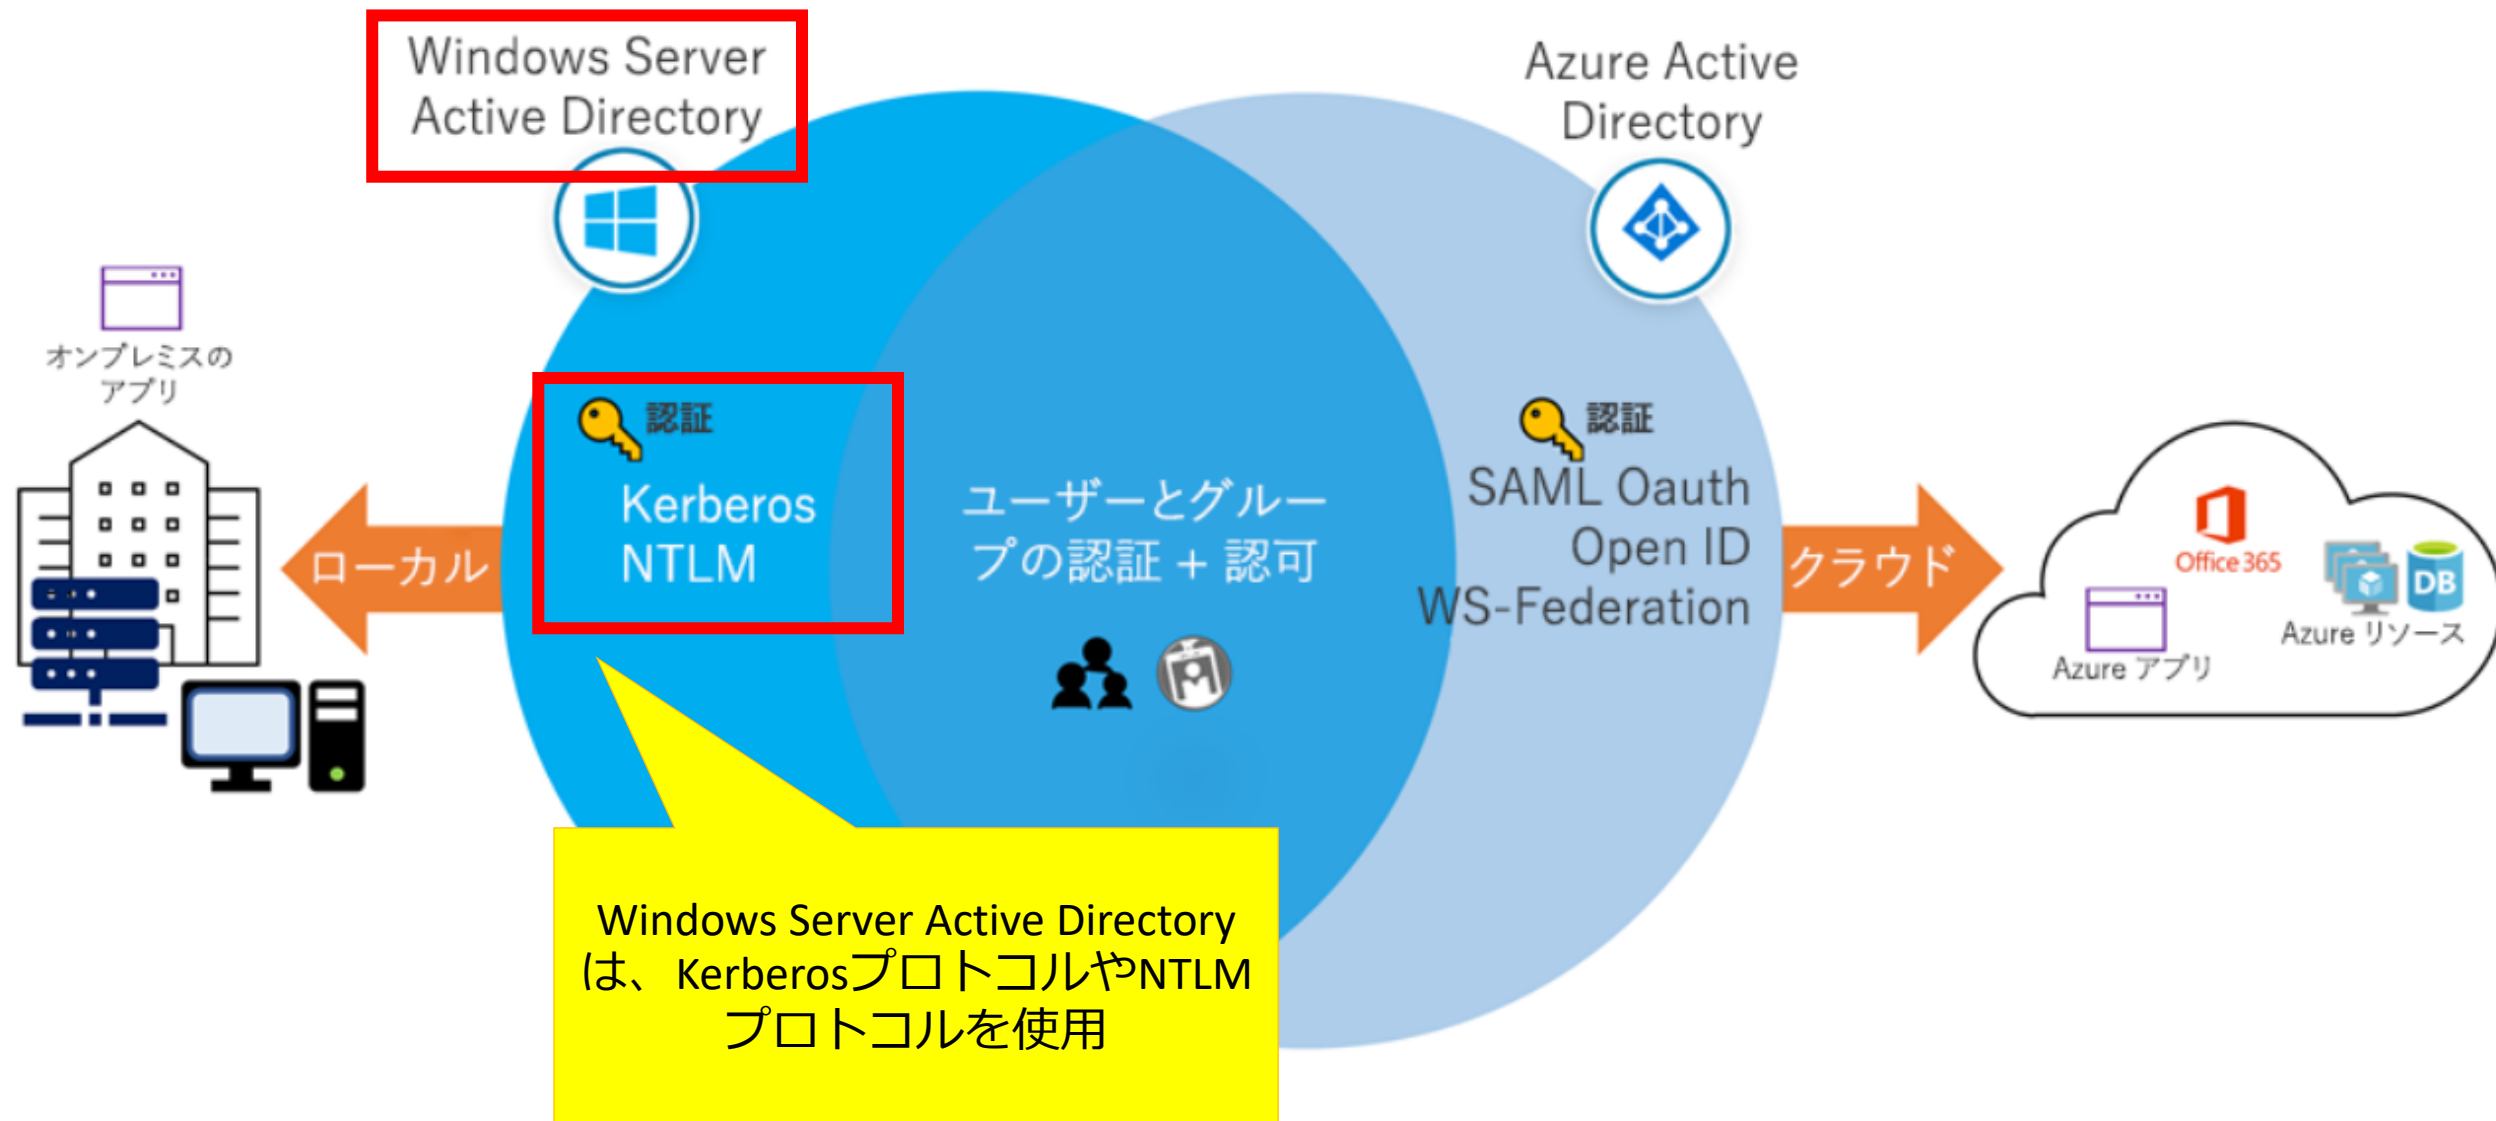 Windows Server
Active Directory
Azure Active
Directory
オンプレミスの
アプリ
認証
Kerberos
NTLM
ローカル
ユーザーとグルー
プの認証 + 認可
認証
SAML Oauth
Open ID
WS-Federation
クラウド
Office 365
DB
Azure リソース
Azure アプリ
Windows Server Active Directory
は、KerberosプロトコルやNTLM
プロトコルを使用